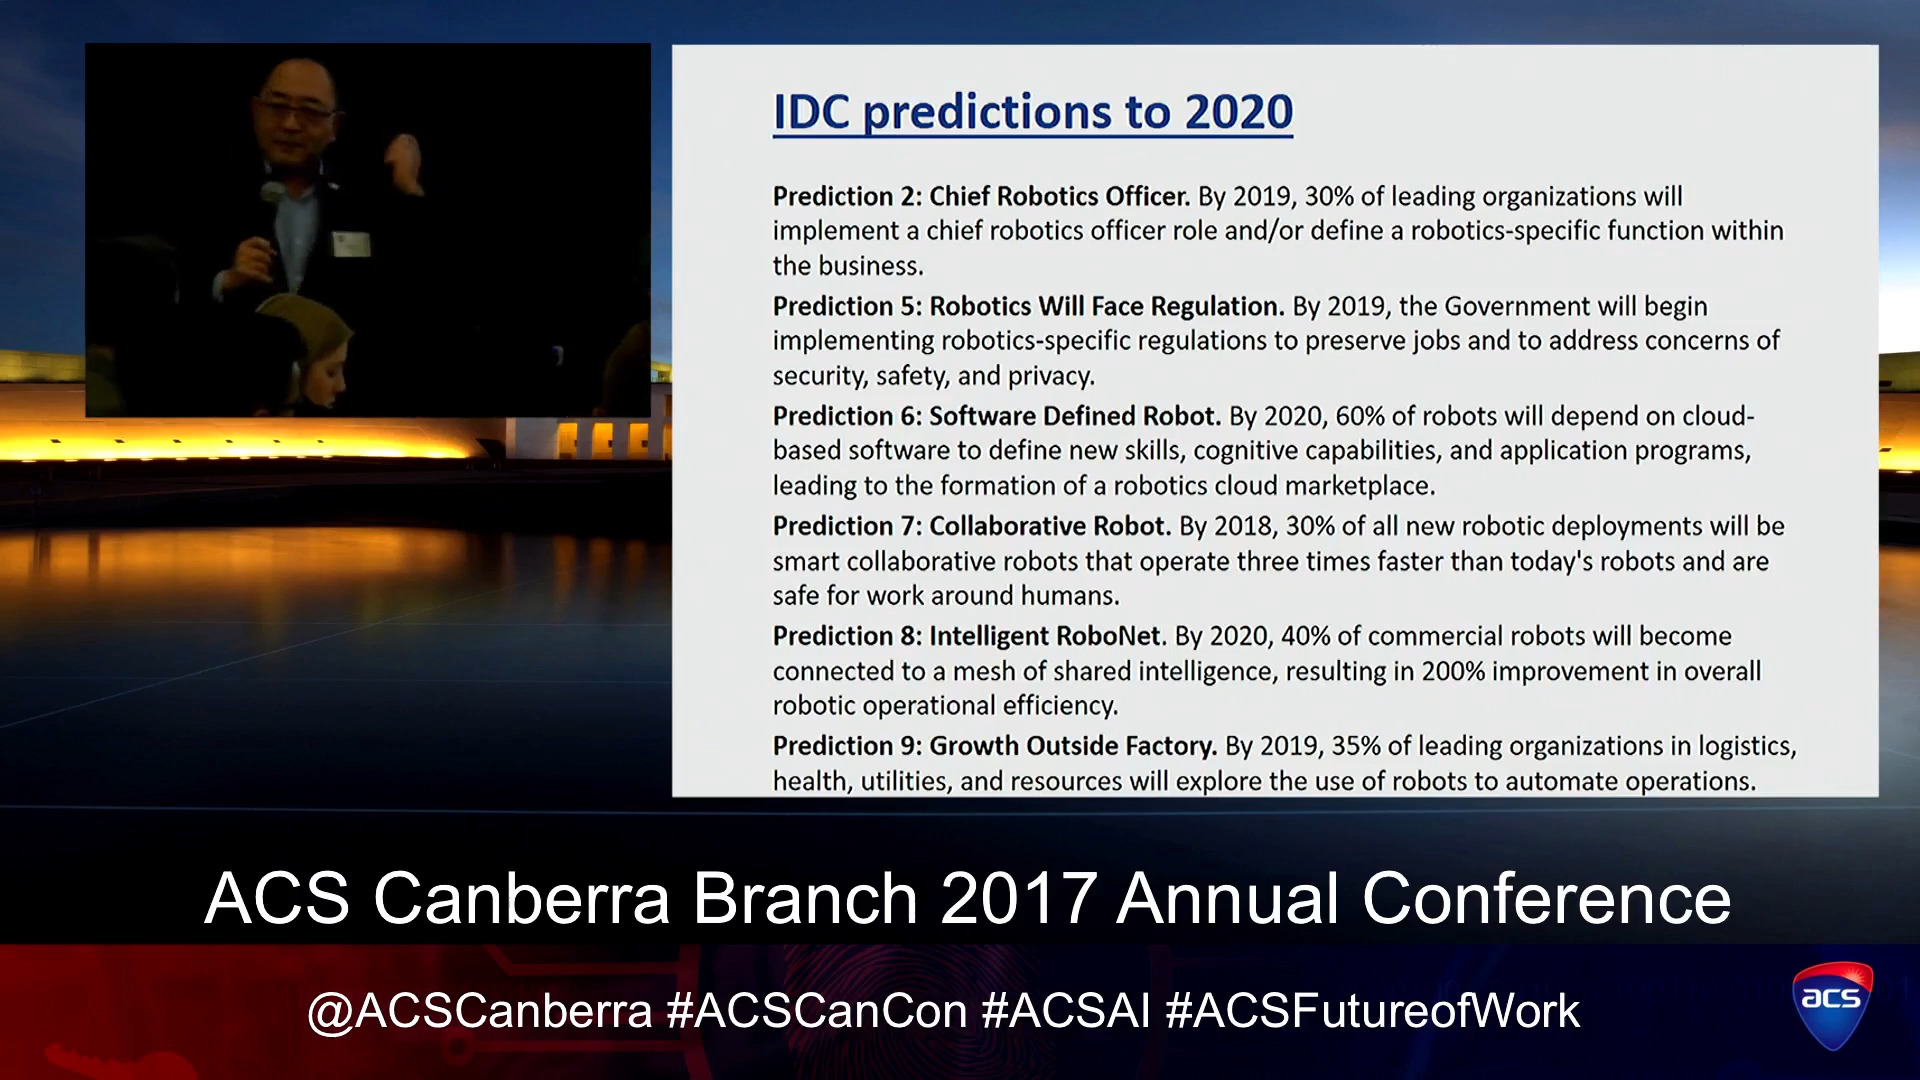 IDC predictions to 2020
Prediction 2: Chief Robotics Officer. By 2019, 30% of leading organizations will
implement a chief robotics officer role and/or define a robotics-specific function within
the business.
Prediction 5: Robotics Will Face Regulation. By 2019, the Government will begin
implementing robotics-specific regulations to preserve jobs and to address concerns of
security, safety, and privacy.
Prediction 6: Software Defined Robot. By 2020, 60% of robots will depend on cloud-
based software to define new skills, cognitive capabilities, and application programs,
leading to the formation of a robotics cloud marketplace.
Prediction 7: Collaborative Robot. By 2018, 30% of all new robotic deployments will be
smart collaborative robots that operate three times faster than today's robots and are
safe for work around humans.
Prediction 8: Intelligent RoboNet. By 2020, 40% of commercial robots will become
connected to a mesh of shared intelligence, resulting in 200% improvement in overall
robotic operational efficiency.
Prediction 9: Growth Outside Factory. By 2019, 35% of leading organizations in logistics,
health, utilities, and resources will explore the use of robots to automate operations.
ACS Canberra Branch 2017 Annual Conference
@ACSCanberra #ACSCanCon #ACSAI #ACSFutureofWork
acs